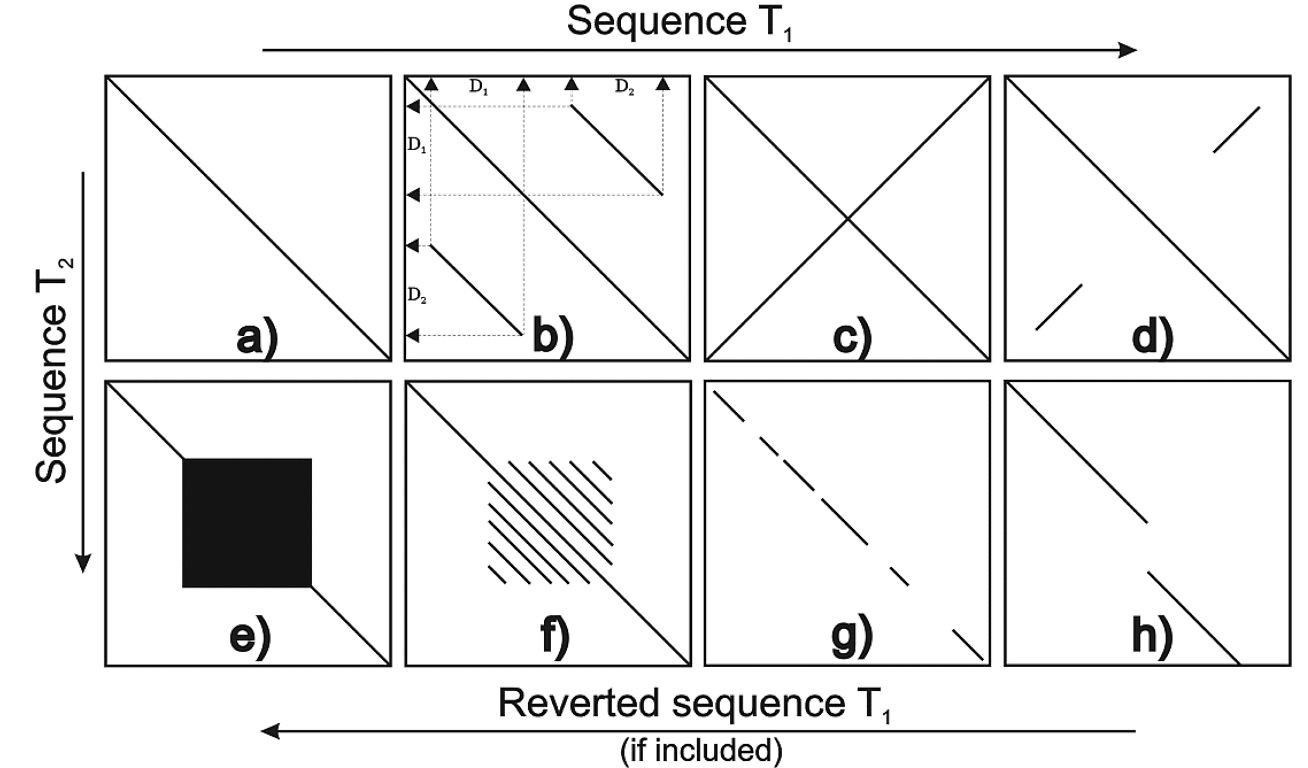 Sequence T₁
Sequence T₂
D₁
D₂
D₁
D₂
a)
b)
c)
d)
e)
f)
g)
h)
Reverted sequence T₁
(if included)